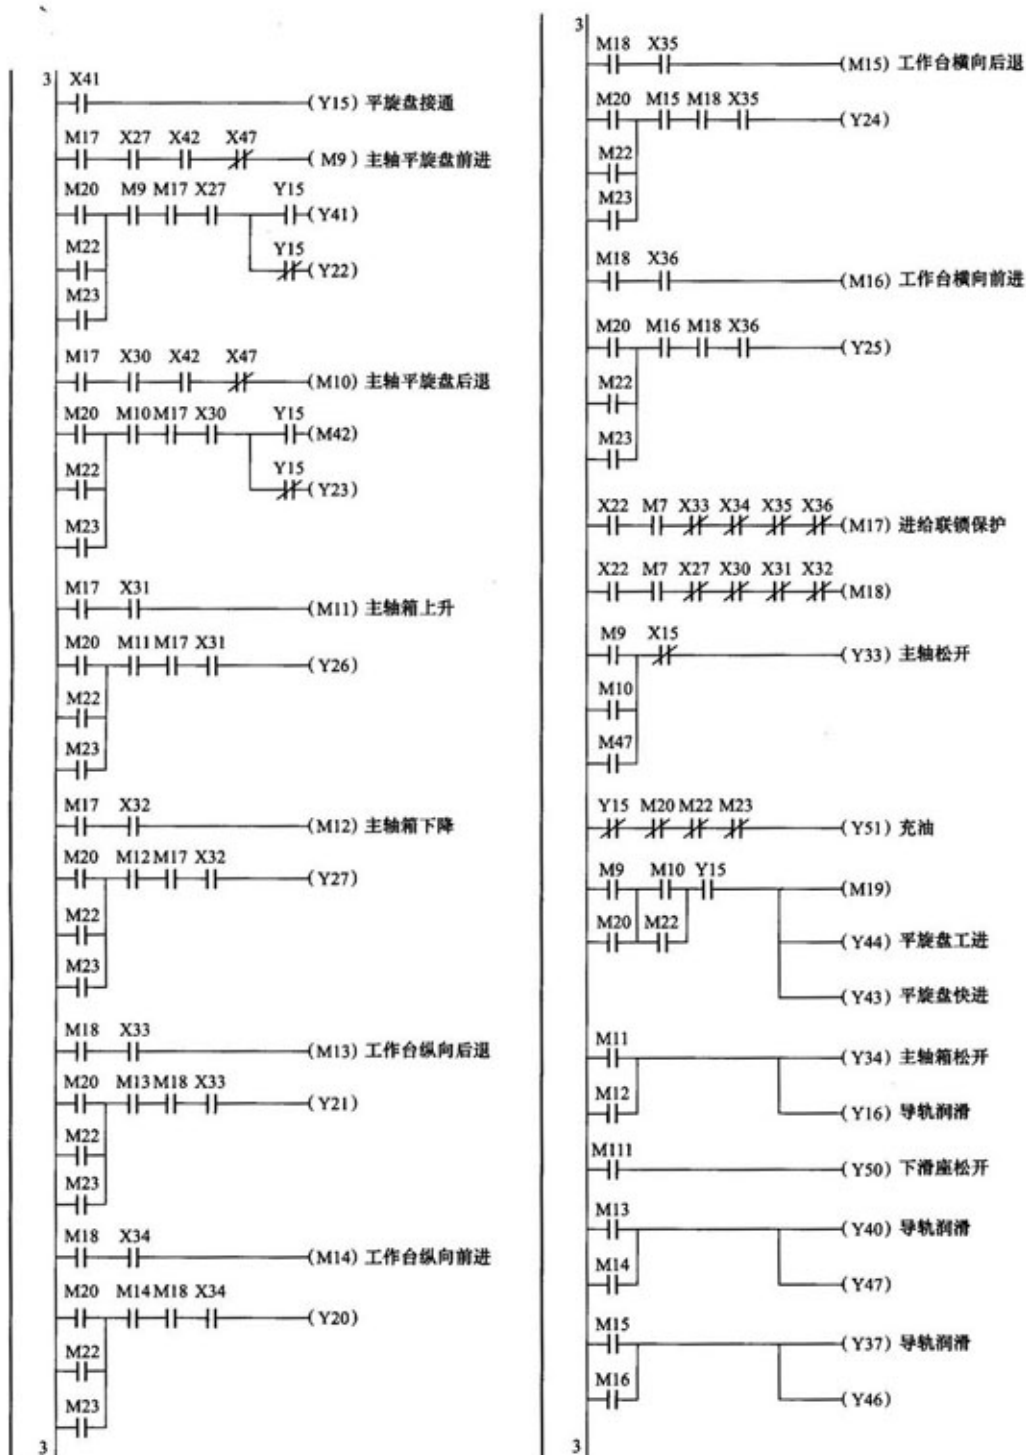 3
X41
(Y15) 平旋盘接通
M17 X27 X42 X47
(M9) 主轴平旋盘前进
M20 M9 M17 X27 Y15
(Y41)
M22 Y15
(Y22)
M23
M17 X30 X42 X47
(M10) 主轴平旋盘后退
M20 M10 M17 X30 Y15
(M42)
M22 Y15
(Y23)
M23
M17 X31
(M11) 主轴箱上升
M20 M11 M17 X31
(Y26)
M22
M23
M17 X32
(M12) 主轴箱下降
M20 M12 M17 X32
(Y27)
M22
M23
M18 X33
(M13) 工作台纵向后退
M20 M13 M18 X33
(Y21)
M22
M23
M18 X34
(M14) 工作台纵向前进
M20 M14 M18 X34
(Y20)
M22
M23
3
3
M18 X35
(M15) 工作台横向后退
M20 M15 M18 X35
(Y24)
M22
M23
M18 X36
(M16) 工作台横向前进
M20 M16 M18 X36
(Y25)
M22
M23
X22 M7 X33 X34 X35 X36
(M17) 进给联锁保护
X22 M7 X27 X30 X31 X32
(M18)
M9 X15
(Y33) 主轴松开
M10
M47
Y15 M20 M22 M23
(Y51) 充油
M9 M10 Y15
(M19)
M20 M22
(Y44) 平旋盘工进
(Y43) 平旋盘快进
M11
(Y34) 主轴箱松开
M12
(Y16) 导轨润滑
M111
(Y50) 下滑座松开
M13
(Y40) 导轨润滑
M14
(Y47)
M15
(Y37) 导轨润滑
M16
(Y46)
3